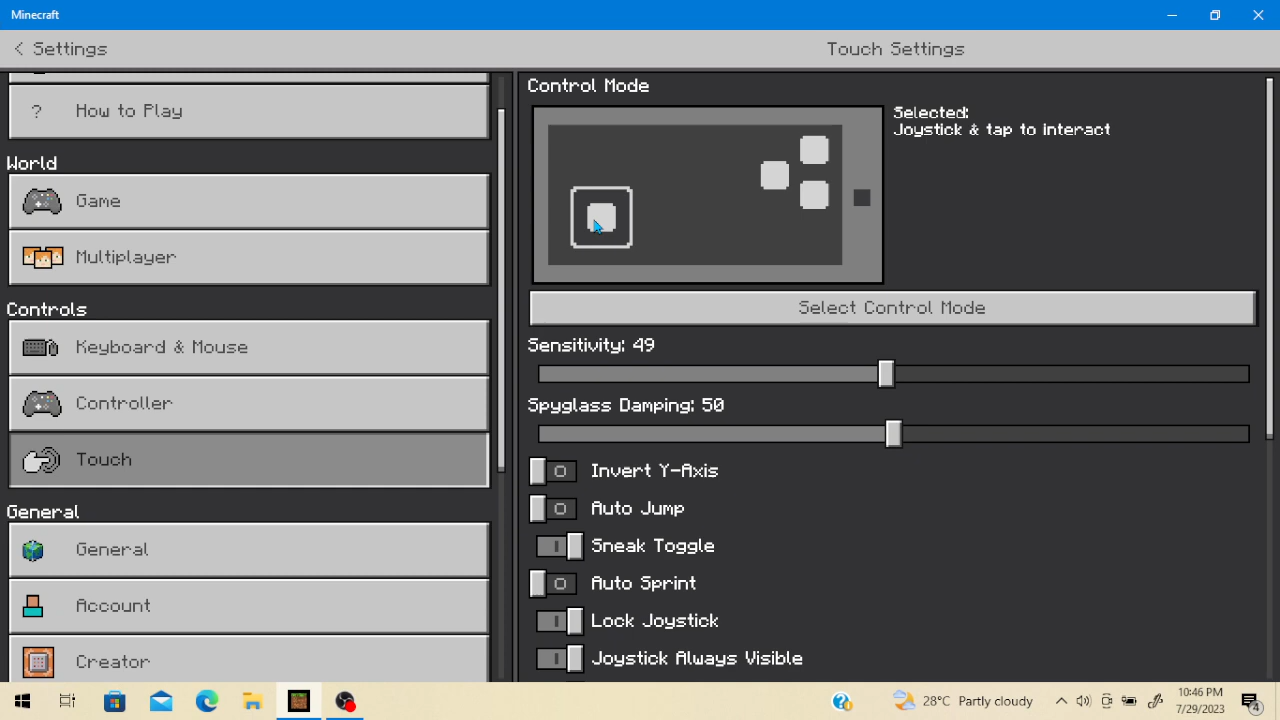 Minecraft
Settings
Touch Settings
? How to Play
World
Game
Multiplayer
Controls
Keyboard & Mouse
Controller
Touch
General
General
Account
Creator
Control Mode
Selected:
Joystick & tap to interact
Select Control Mode
Sensitivity: 49
Spyglass Damping: 50
Invert Y-Axis
Auto Jump
Sneak Toggle
Auto Sprint
Lock Joystick
Joystick Always Visible
28°C Partly cloudy
10:46 PM
7/29/2023
4